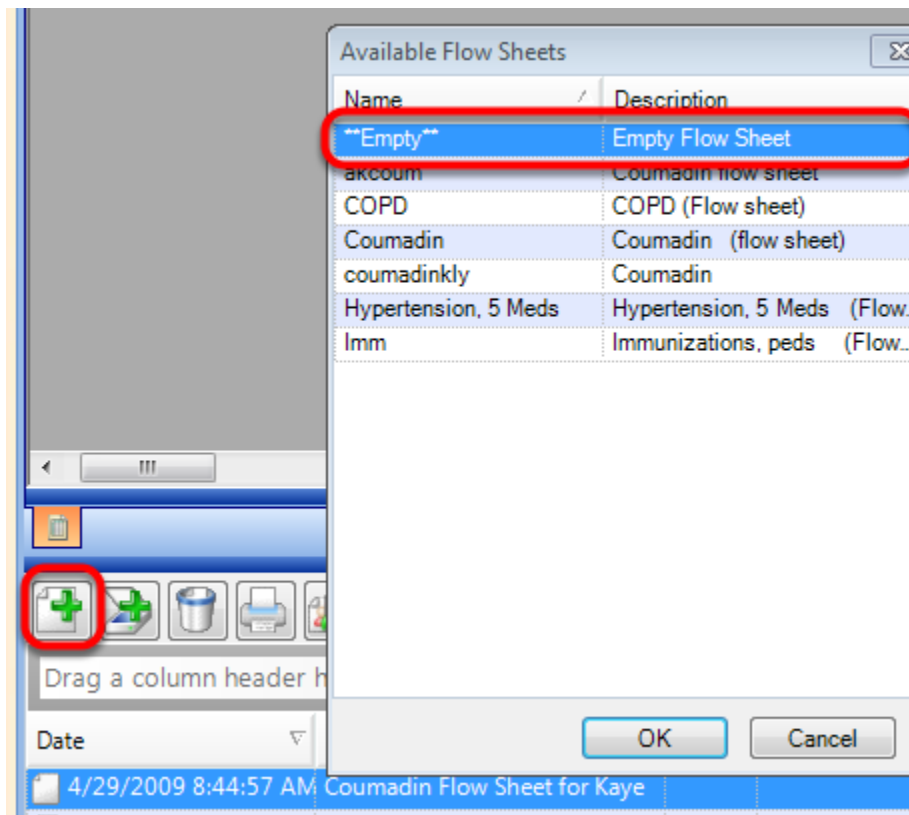 Available Flow Sheets
Name Description
**Empty** Empty Flow Sheet
akcoum Coumadin flow sheet
COPD COPD (Flow sheet)
Coumadin Coumadin (flow sheet)
coumadinkly Coumadin
Hypertension, 5 Meds Hypertension, 5 Meds (Flow.
Imm Immunizations, peds (Flow..
Drag a column header h
OK Cancel
Date
4/29/2009 8:44:57 AM Coumadin Flow Sheet for Kaye